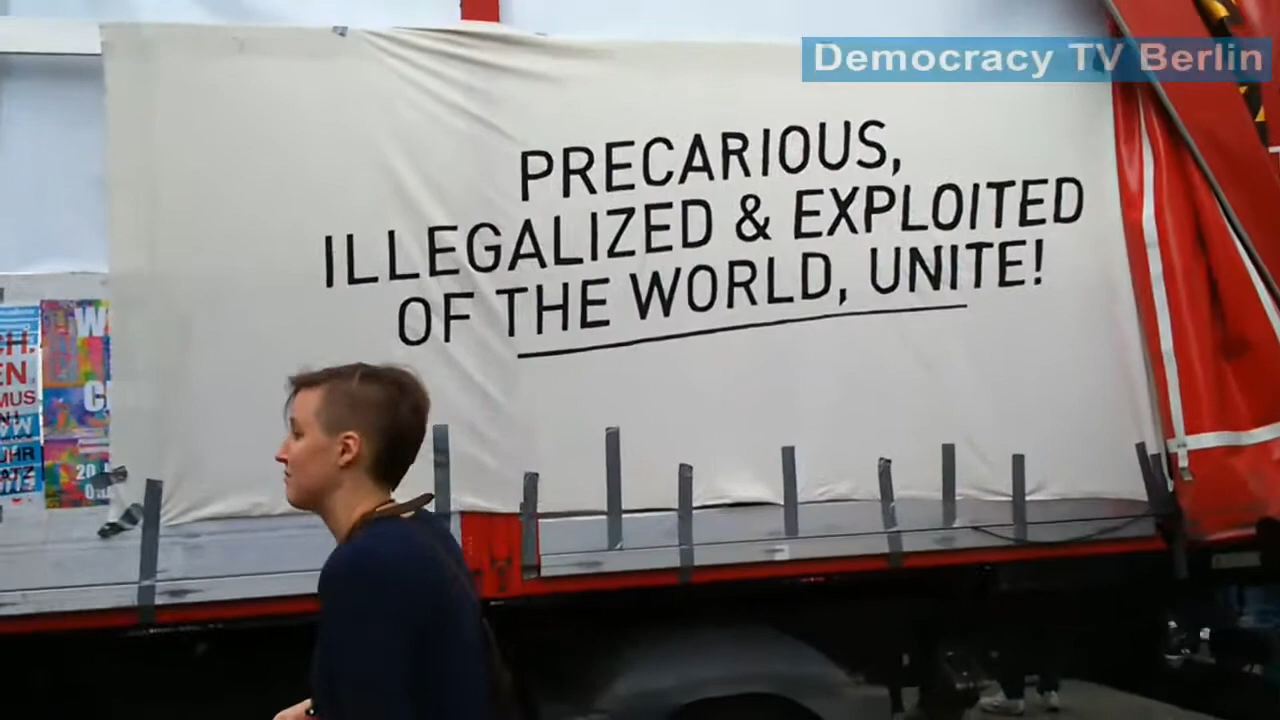 Democracy TV Berlin
PRECARIOUS,
ILLEGALIZED & EXPLOITED
OF THE WORLD, UNITE!